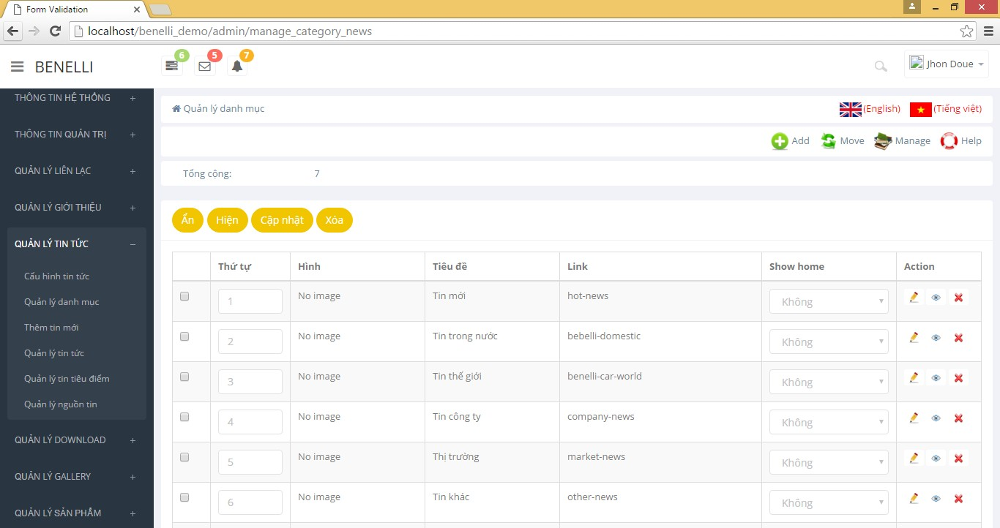 Form Validation
localhost/benelli_demo/admin/manage_category_news
BENELLI
6
5
7
Jhon Doue
THÔNG TIN HỆ THỐNG +
THÔNG TIN QUẢN TRỊ +
QUẢN LÝ LIÊN LẠC +
QUẢN LÝ GIỚI THIỆU +
QUẢN LÝ TIN TỨC –
Cấu hình tin tức
Quản lý danh mục
Thêm tin mới
Quản lý tin tức
Quản lý tin tiêu điểm
Quản lý nguồn tin
QUẢN LÝ DOWNLOAD +
QUẢN LÝ GALLERY +
QUẢN LÝ SẢN PHẨM +
Quản lý danh mục
(English) (Tiếng việt)
Add Move Manage Help
Tổng cộng: 7
Ẩn Hiện Cập nhật Xóa
Thứ tự Hình Tiêu đề Link Show home Action
1 No image Tin mới hot-news Không
2 No image Tin trong nước bebelli-domestic Không
3 No image Tin thế giới benelli-car-world Không
4 No image Tin công ty company-news Không
5 No image Thị trường market-news Không
6 No image Tin khác other-news Không